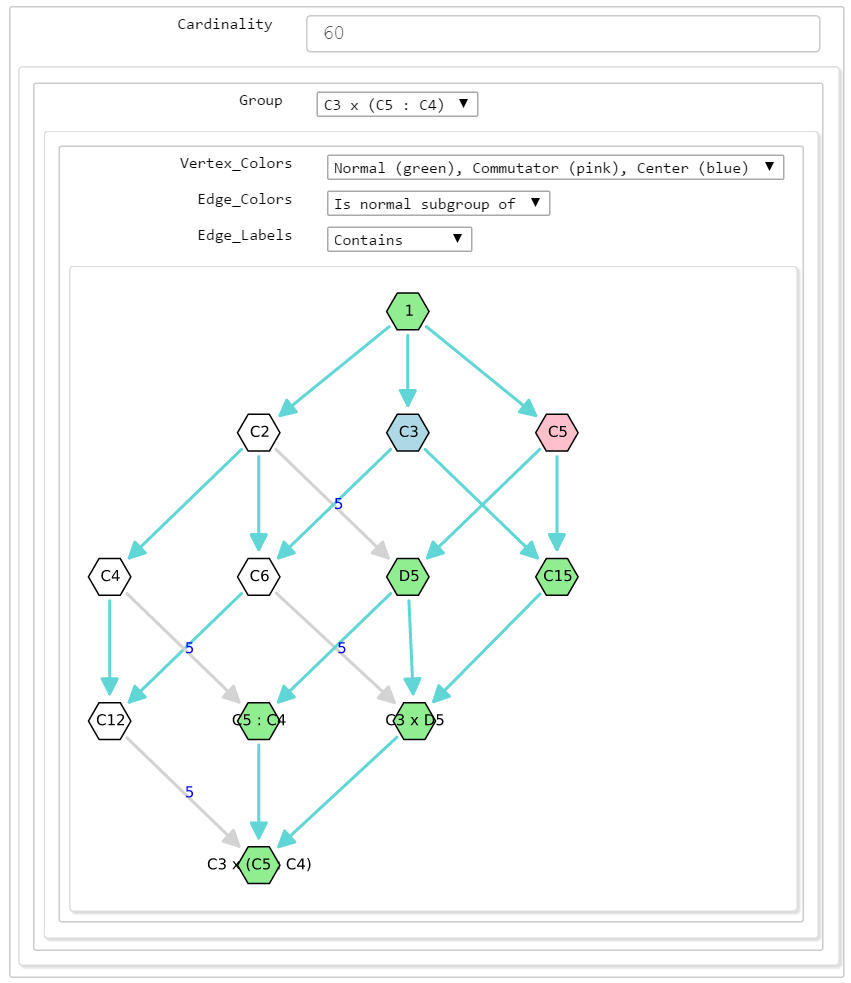 Cardinality 60
Group C3 x (C5 : C4) ▼
Vertex_Colors Normal (green), Commutator (pink), Center (blue) ▼
Edge_Colors Is normal subgroup of ▼
Edge_Labels Contains ▼
1
C2 C3 C5
5
C4 C6 D5 C15
5 5
C12 C5 : C4 C3 x D5
5
C3 x (C5 : C4)